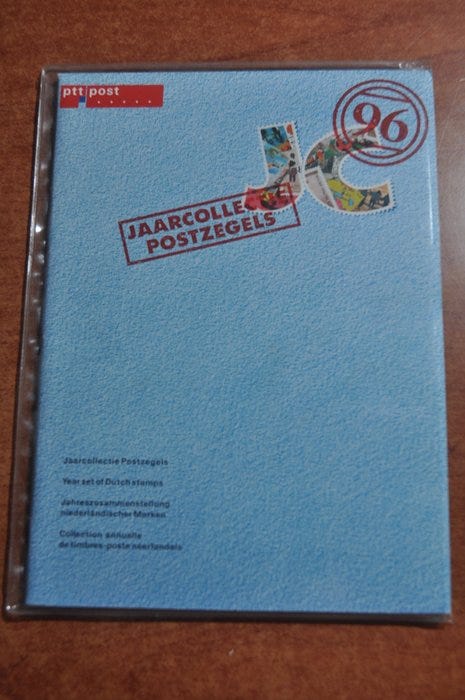 ptt post
96
JC
JAARCOLLECTIE
POSTZEGELS
Jaarcollectie Postzegels
Year set of Dutch stamps
Jahreszusammenstellung
niederländischer Marken
Collection annuelle
de timbres-poste néerlandais